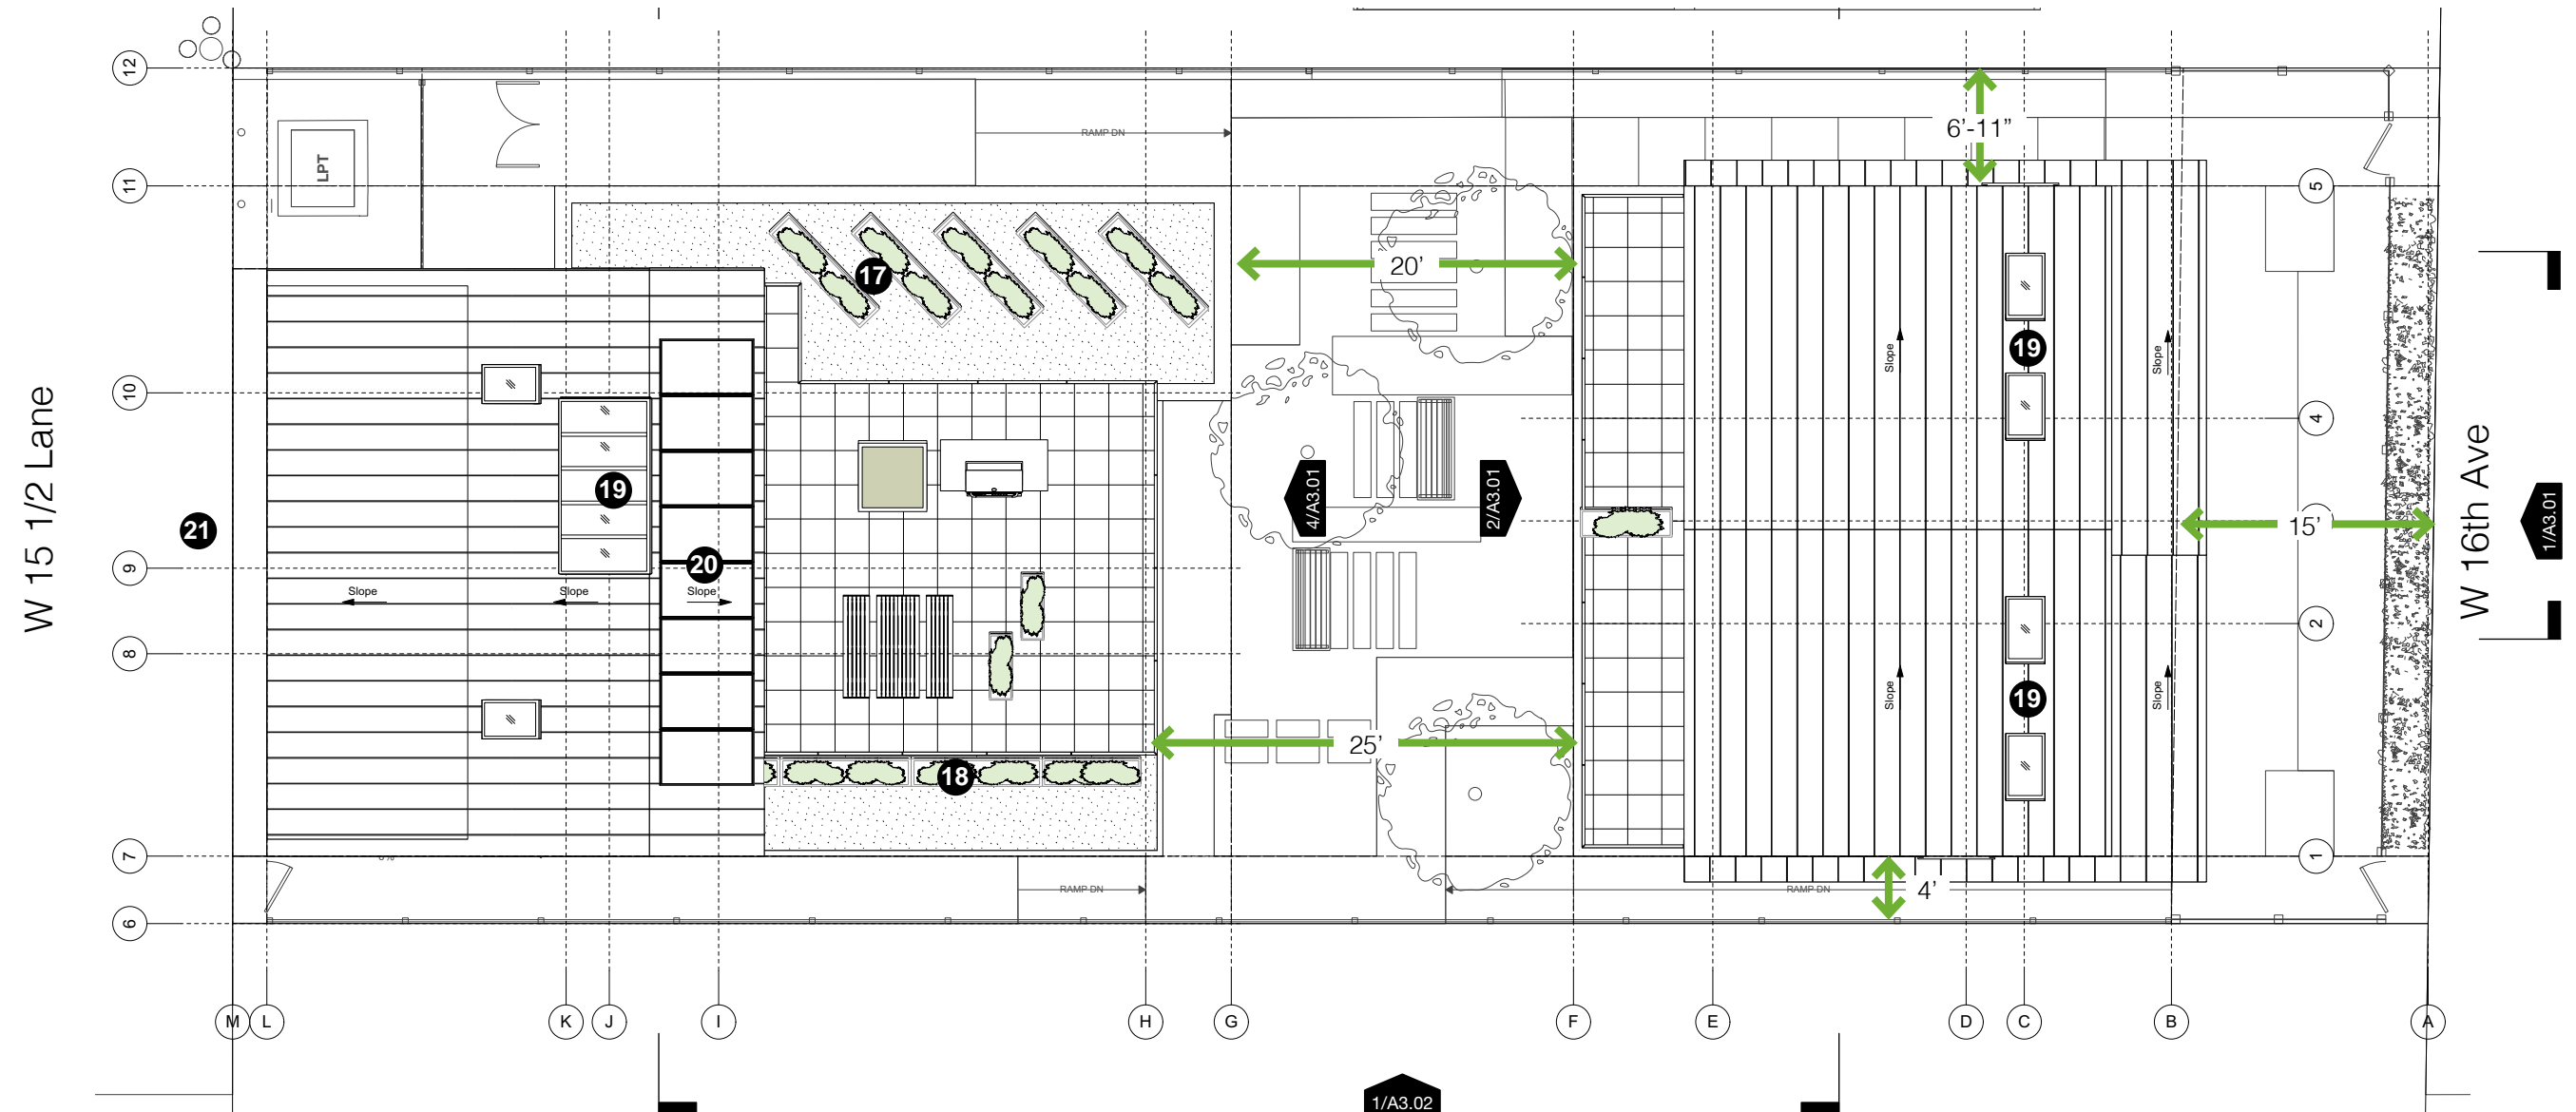 12
11
10
9
8
7
6
W 15 1/2 Lane
LPT
RAMP DN
6'-11"
5
4
2
1
17
20'
19
19
19
20
21
18
Slope
Slope
Slope
Slope
Slope
Slope
Slope
4/A3.01
2/A3.01
15'
W 16th Ave
1/A3.01
25'
4'
RAMP DN
RAMP DN
M
L
K
J
I
H
G
F
E
D
C
B
A
1/A3.02